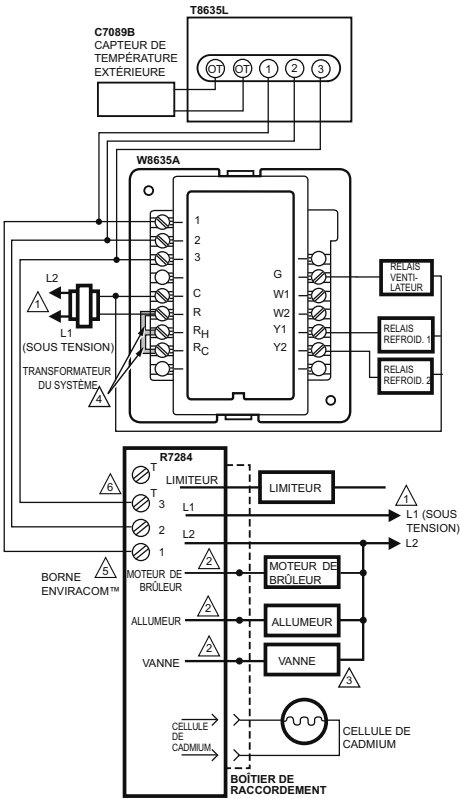 T8635L
C7089B
CAPTEUR DE
TEMPÉRATURE
EXTÉRIEURE
OT OT 1 2 3
W8635A
1
2
3
C
R
RH
RC
G
W1
W2
Y1
Y2
L2
1
L1
(SOUS TENSION)
TRANSFORMATEUR
DU SYSTÈME
4
RELAIS
VENTI-
LATEUR
RELAIS
REFROID. 1
RELAIS
REFROID. 2
R7284
T
T
3
2
1
6
5
BORNE
ENVIRACOM™
LIMITEUR
LIMITEUR
L1
1
L1 (SOUS
TENSION)
L2
L2
2
MOTEUR DE
BRÛLEUR
MOTEUR DE
BRÛLEUR
2
ALLUMEUR
ALLUMEUR
2
VANNE
VANNE
3
CELLULE
DE
CADMIUM
CELLULE DE
CADMIUM
BOÎTIER DE
RACCORDEMENT